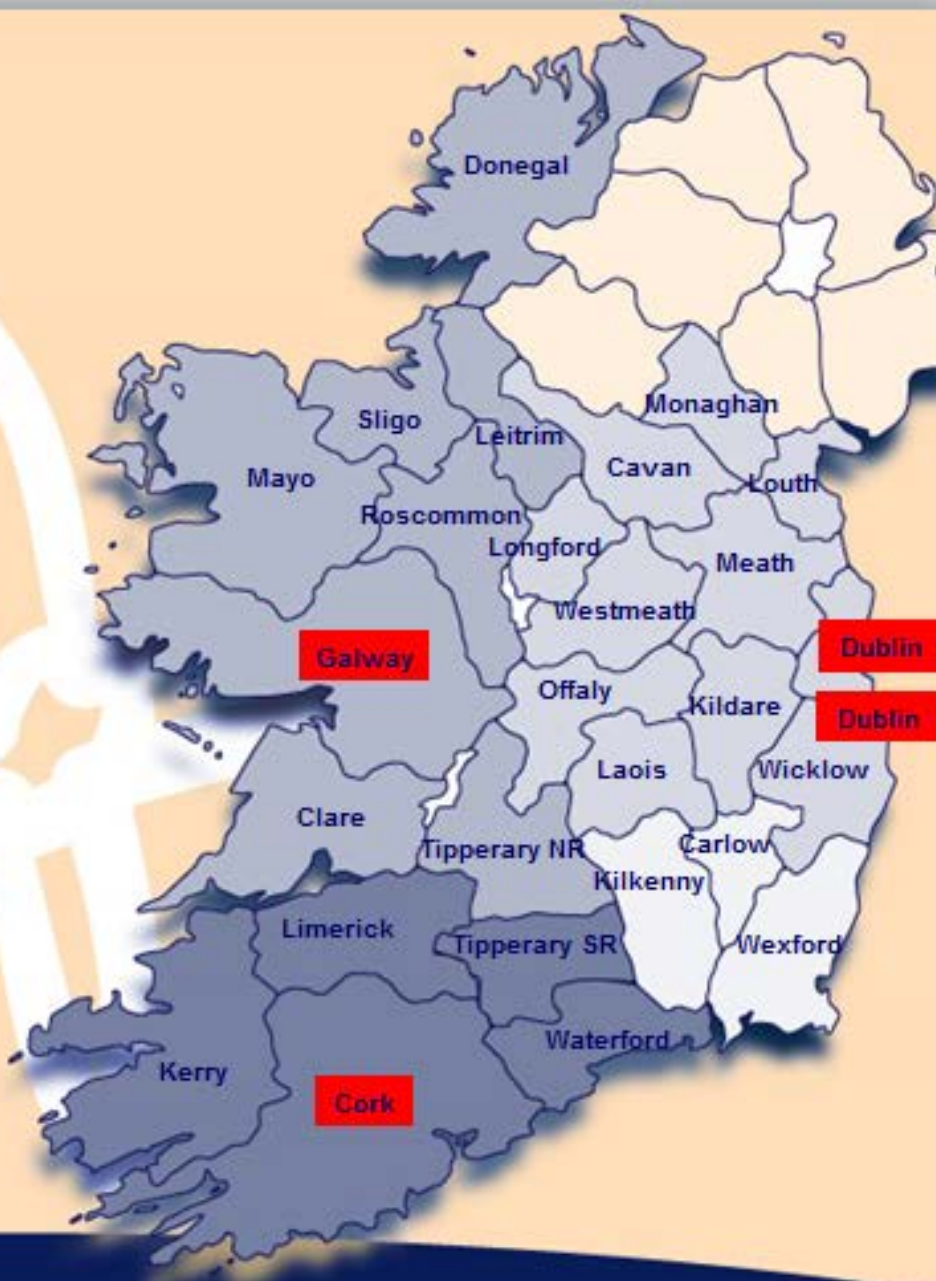 Donegal
Monaghan
Sligo
Leitrim
Cavan
Mayo
Louth
Roscommon
Longford
Meath
Westmeath
Dublin
Galway
Offaly
Kildare
Dublin
Laois
Wicklow
Clare
Tipperary NR
Carlow
Kilkenny
Limerick
Tipperary SR
Wexford
Waterford
Kerry
Cork